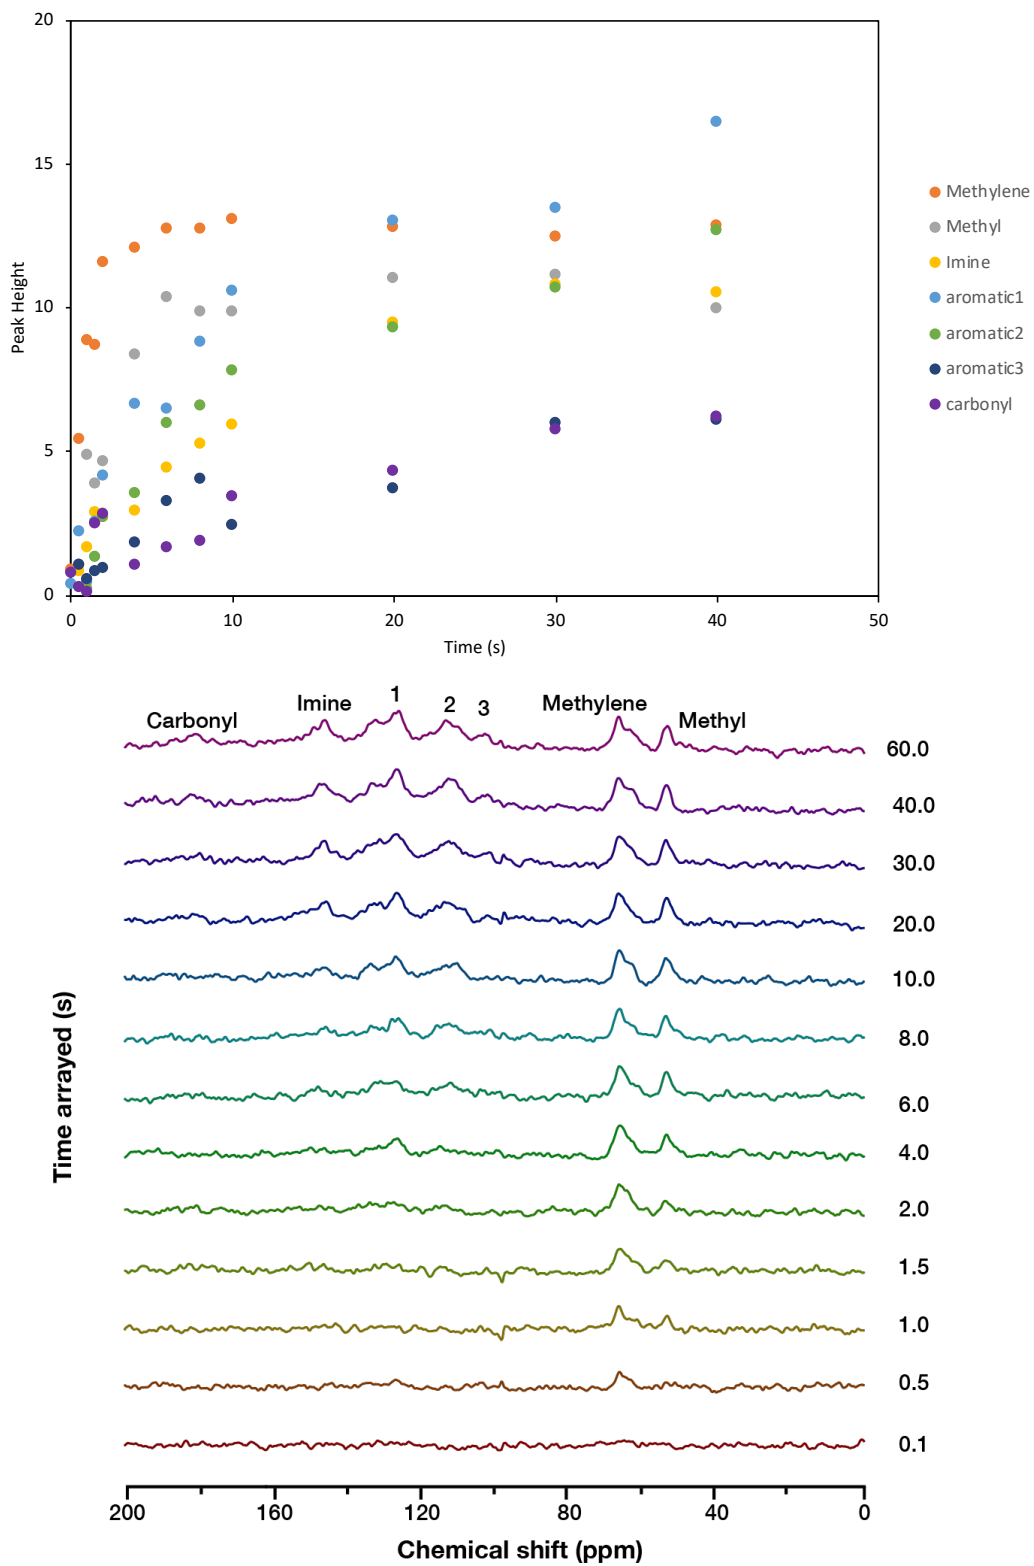 20
15
10
5
0
Peak Height
0 10 20 30 40 50
Time (s)
Methylene
Methyl
Imine
aromatic1
aromatic2
aromatic3
carbonyl
Carbonyl Imine 1 2 3 Methylene Methyl
60.0
40.0
30.0
20.0
10.0
8.0
6.0
4.0
2.0
1.5
1.0
0.5
0.1
Time arrayed (s)
200 160 120 80 40 0
Chemical shift (ppm)